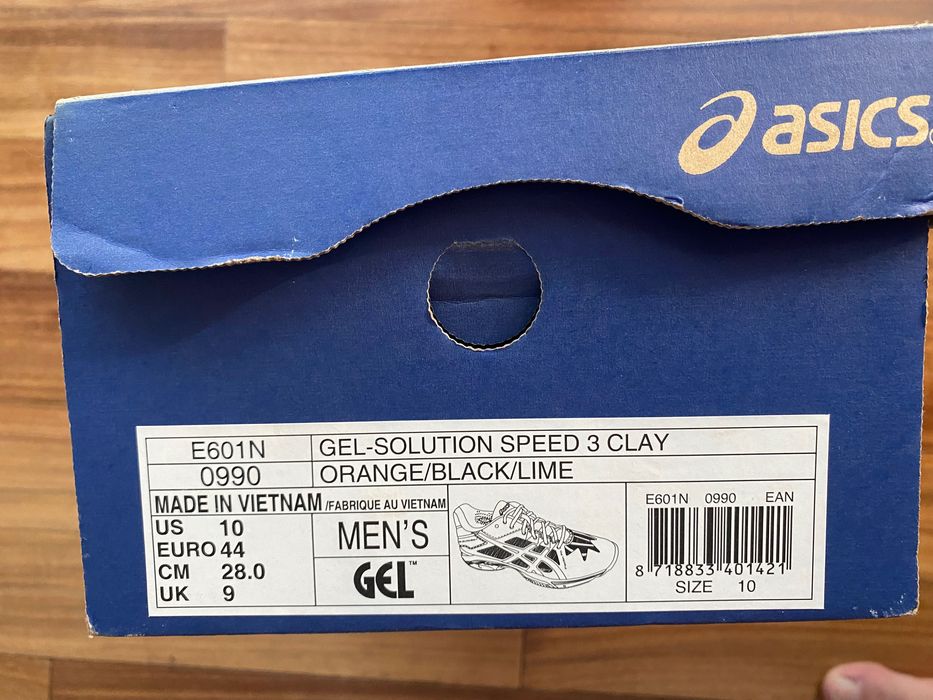 asics
E601N GEL-SOLUTION SPEED 3 CLAY
0990 ORANGE/BLACK/LIME
MADE IN VIETNAM /FABRIQUE AU VIETNAM
US 10
EURO 44
CM 28.0
UK 9
MEN'S
GEL™
E601N 0990 EAN
8 718833 401421
SIZE 10